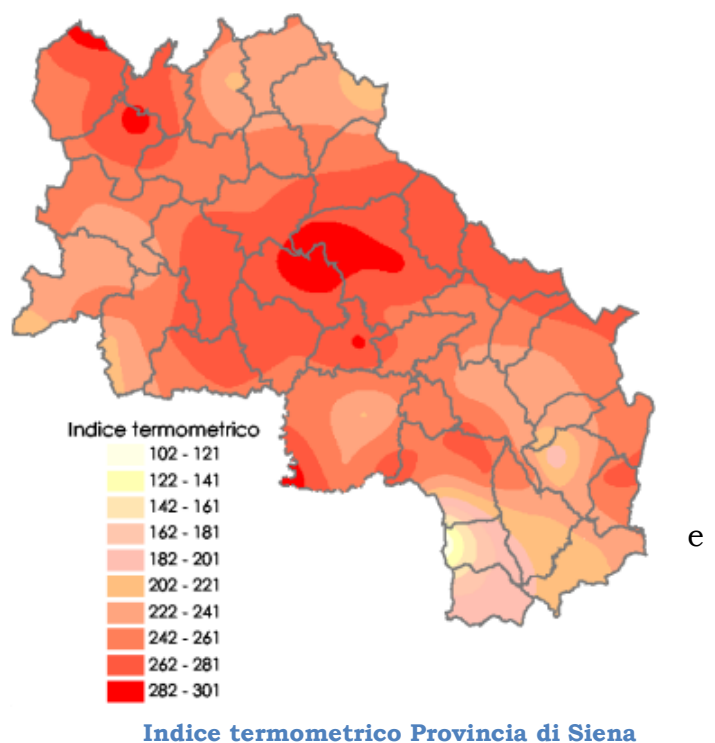 Indice termometrico
102 - 121
122 - 141
142 - 161
162 - 181
182 - 201
202 - 221
222 - 241
242 - 261
262 - 281
282 - 301
e
Indice termometrico Provincia di Siena